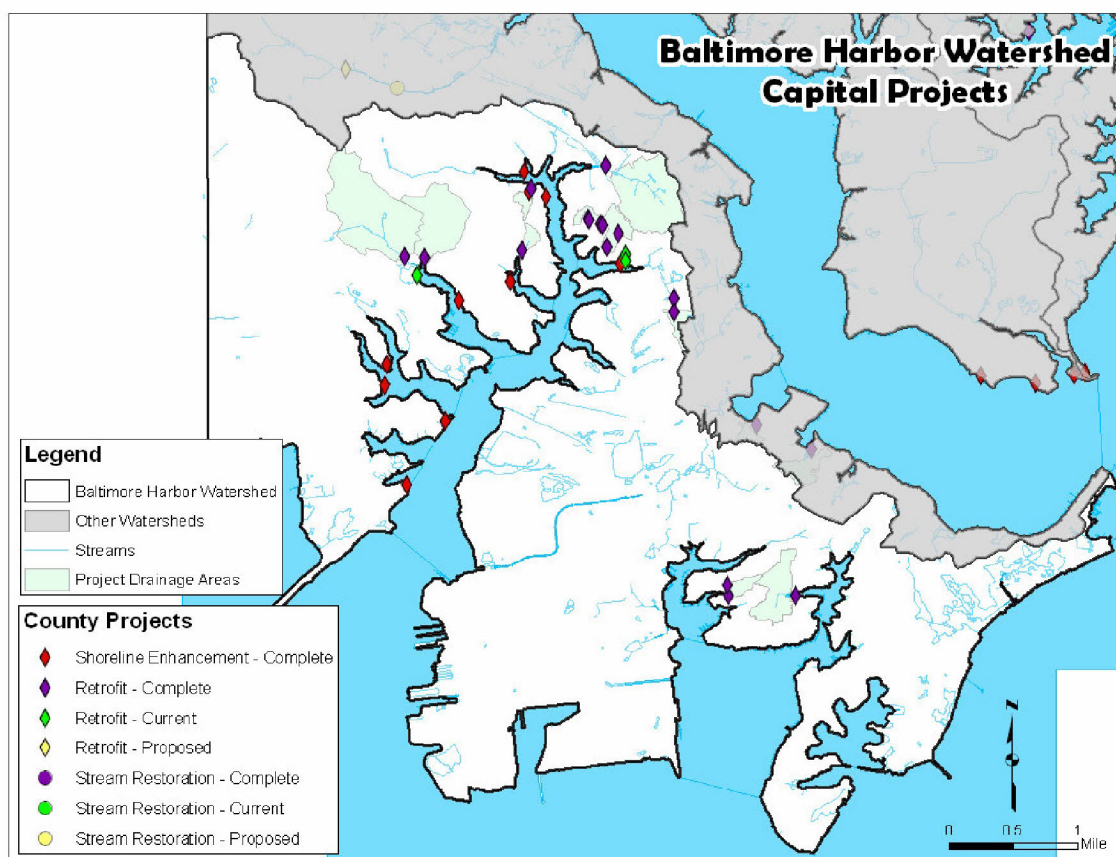 Baltimore Harbor Watershed
Capital Projects
Legend
Baltimore Harbor Watershed
Other Watersheds
Streams
Project Drainage Areas
County Projects
Shoreline Enhancement - Complete
Retrofit - Complete
Retrofit - Current
Retrofit - Proposed
Stream Restoration - Complete
Stream Restoration - Current
Stream Restoration - Proposed
N
0 0.5 1
Mile